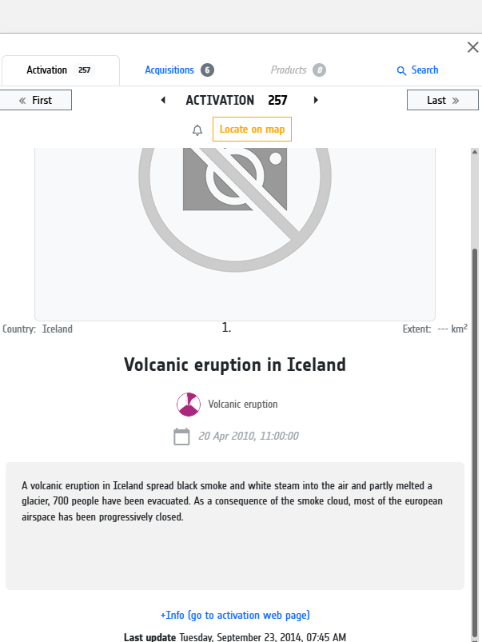 Activation 257
Acquisitions 6
Products 0
Search
« First
ACTIVATION 257
Last »
Locate on map
Country: Iceland
1.
Extent: --- km²
Volcanic eruption in Iceland
Volcanic eruption
20 Apr 2010, 11:00:00
A volcanic eruption in Iceland spread black smoke and white steam into the air and partly melted a
glacier, 700 people have been evacuated. As a consequence of the smoke cloud, most of the european
airspace has been progressively closed.
+Info (go to activation web page)
Last update Tuesday, September 23, 2014, 07:45 AM